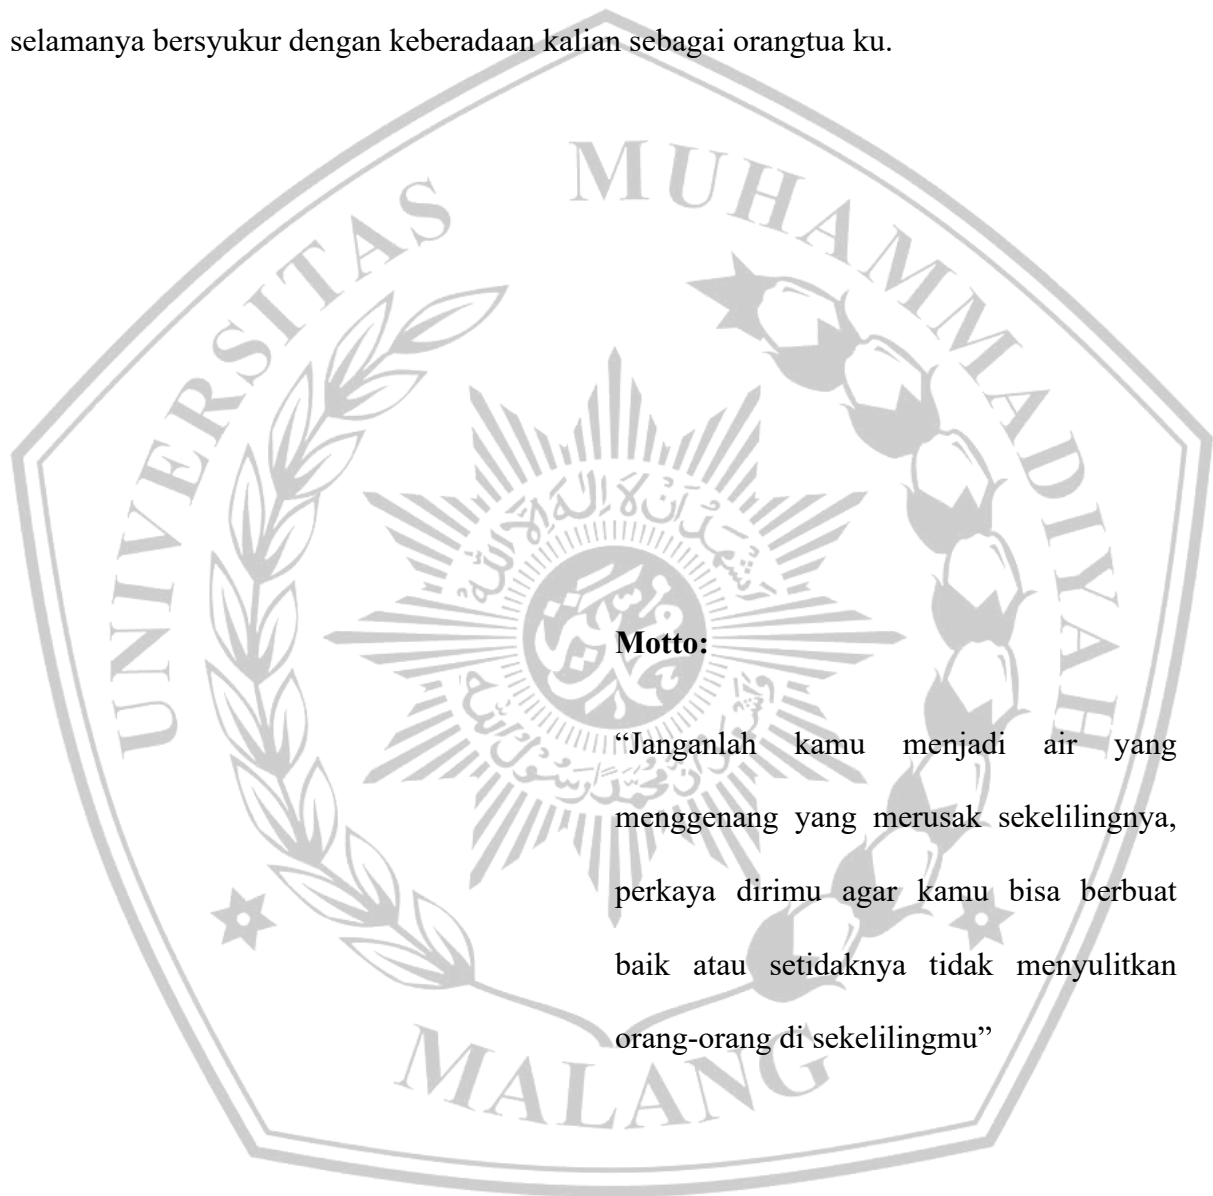 selamanya bersyukur dengan keberadaan kalian sebagai orangtua ku.
UNIVERSITAS MUHAMMADIYAH
Motto:
“Janganlah kamu menjadi air yang
menggenang yang merusak sekelilingnya,
perkaya dirimu agar kamu bisa berbuat
baik atau setidaknya tidak menyulitkan
orang-orang di sekelilingmu”
MALANG